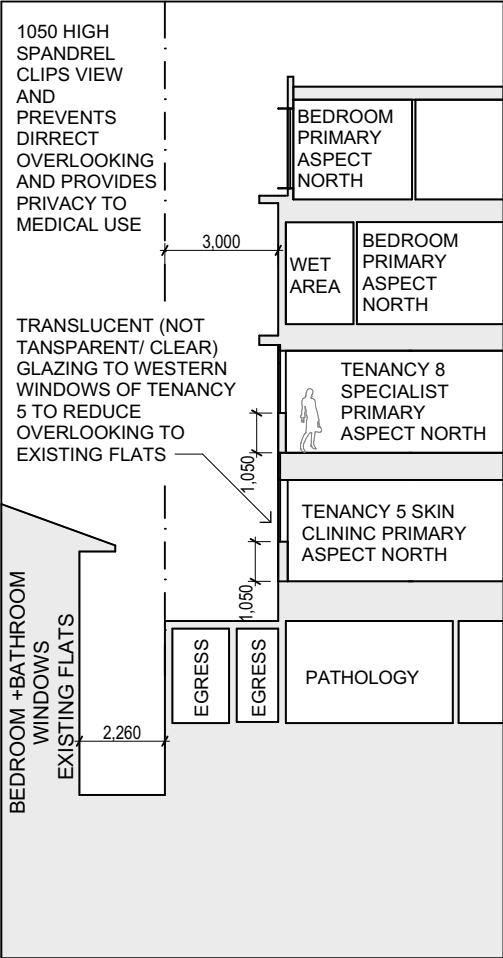 1050 HIGH
SPANDREL
CLIPS VIEW
AND
PREVENTS
DIRRECT
OVERLOOKING
AND PROVIDES
PRIVACY TO
MEDICAL USE
BEDROOM
PRIMARY
ASPECT
NORTH
3,000
WET
AREA
BEDROOM
PRIMARY
ASPECT
NORTH
TRANSLUCENT (NOT
TANSPARENT/ CLEAR)
GLAZING TO WESTERN
WINDOWS OF TENANCY
5 TO REDUCE
OVERLOOKING TO
EXISTING FLATS
TENANCY 8
SPECIALIST
PRIMARY
ASPECT NORTH
1,050
TENANCY 5 SKIN
CLININC PRIMARY
ASPECT NORTH
1,050
BEDROOM +BATHROOM
WINDOWS
EXISTING FLATS
2,260
EGRESS
EGRESS
PATHOLOGY